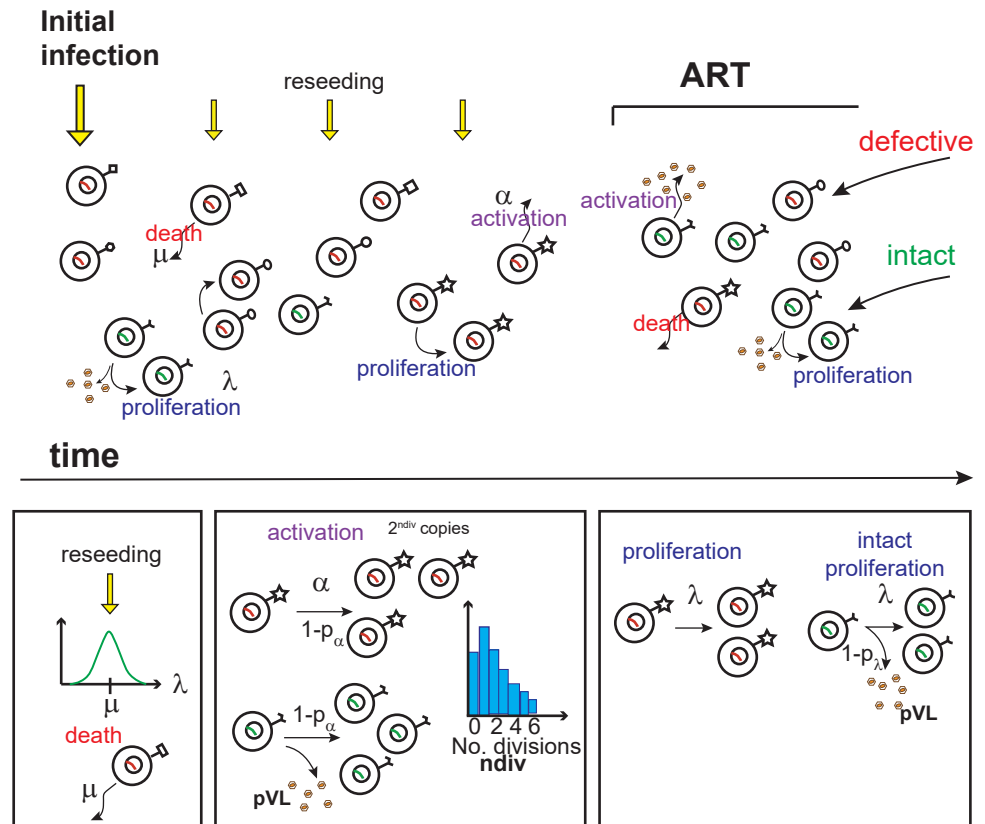 Initial
infection
reseeding
ART
defective
activation
α
activation
death
μ
intact
death
proliferation
λ
proliferation
proliferation
time
reseeding
λ
μ
death
μ
activation
2ndiv copies
α
1-pα
1-pα
pVL
0 2 4 6
No. divisions
ndiv
proliferation
λ
intact
proliferation
λ
1-pλ
pVL